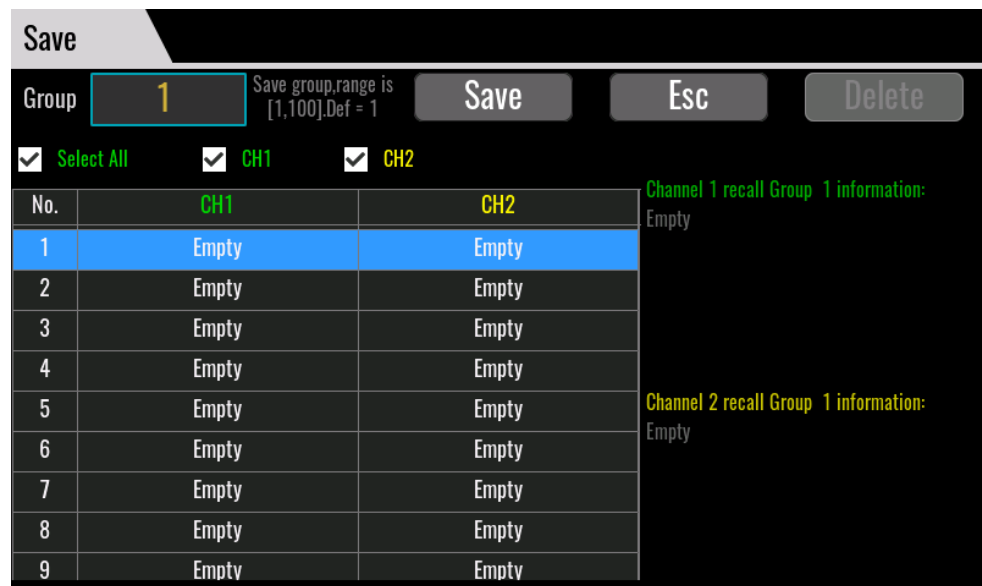 Save
Group 1 Save group,range is [1,100].Def = 1 Save Esc Delete
Select All CH1 CH2
No. CH1 CH2
1 Empty Empty
2 Empty Empty
3 Empty Empty
4 Empty Empty
5 Empty Empty
6 Empty Empty
7 Empty Empty
8 Empty Empty
9 Empty Empty
Channel 1 recall Group 1 information:
Empty
Channel 2 recall Group 1 information:
Empty